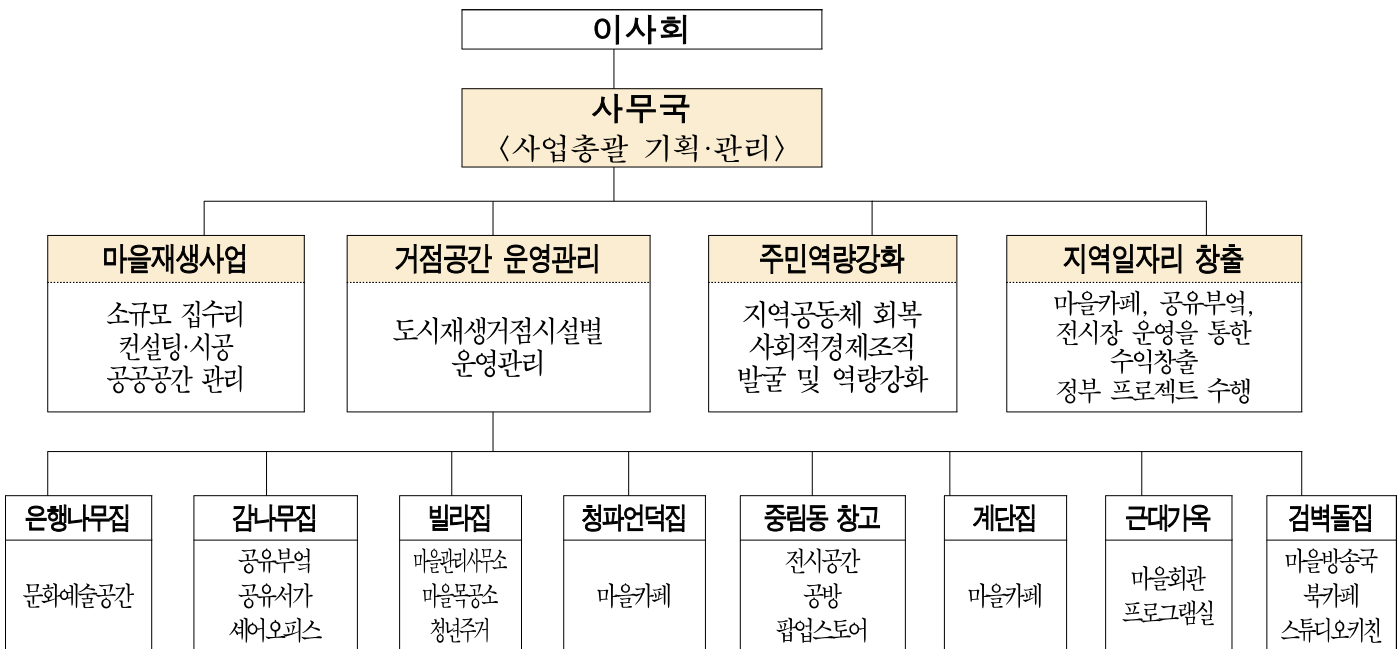 이사회
사무국
〈사업총괄 기획·관리〉
마을재생사업
소규모 집수리
컨설팅·시공
공공공간 관리
거점공간 운영관리
도시재생거점시설별
운영관리
주민역량강화
지역공동체 회복
사회적경제조직
발굴 및 역량강화
지역일자리 창출
마을카페, 공유부엌,
전시장 운영을 통한
수익창출
정부 프로젝트 수행
은행나무집
문화예술공간
감나무집
공유부엌
공유서가
셰어오피스
빌라집
마을관리사무소
마을목공소
청년주거
청파언덕집
마을카페
중림동 창고
전시공간
공방
팝업스토어
계단집
마을카페
근대가옥
마을회관
프로그램실
검벽돌집
마을방송국
북카페
스튜디오키친